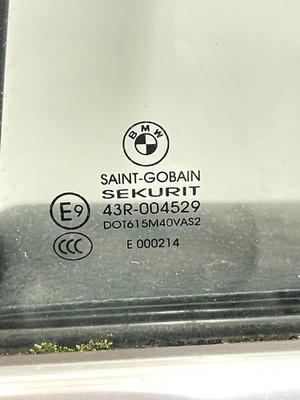 BMW
SAINT-GOBAIN
SEKURIT
E9 43R-004529
DOT615M40VAS2
CCC
E 000214